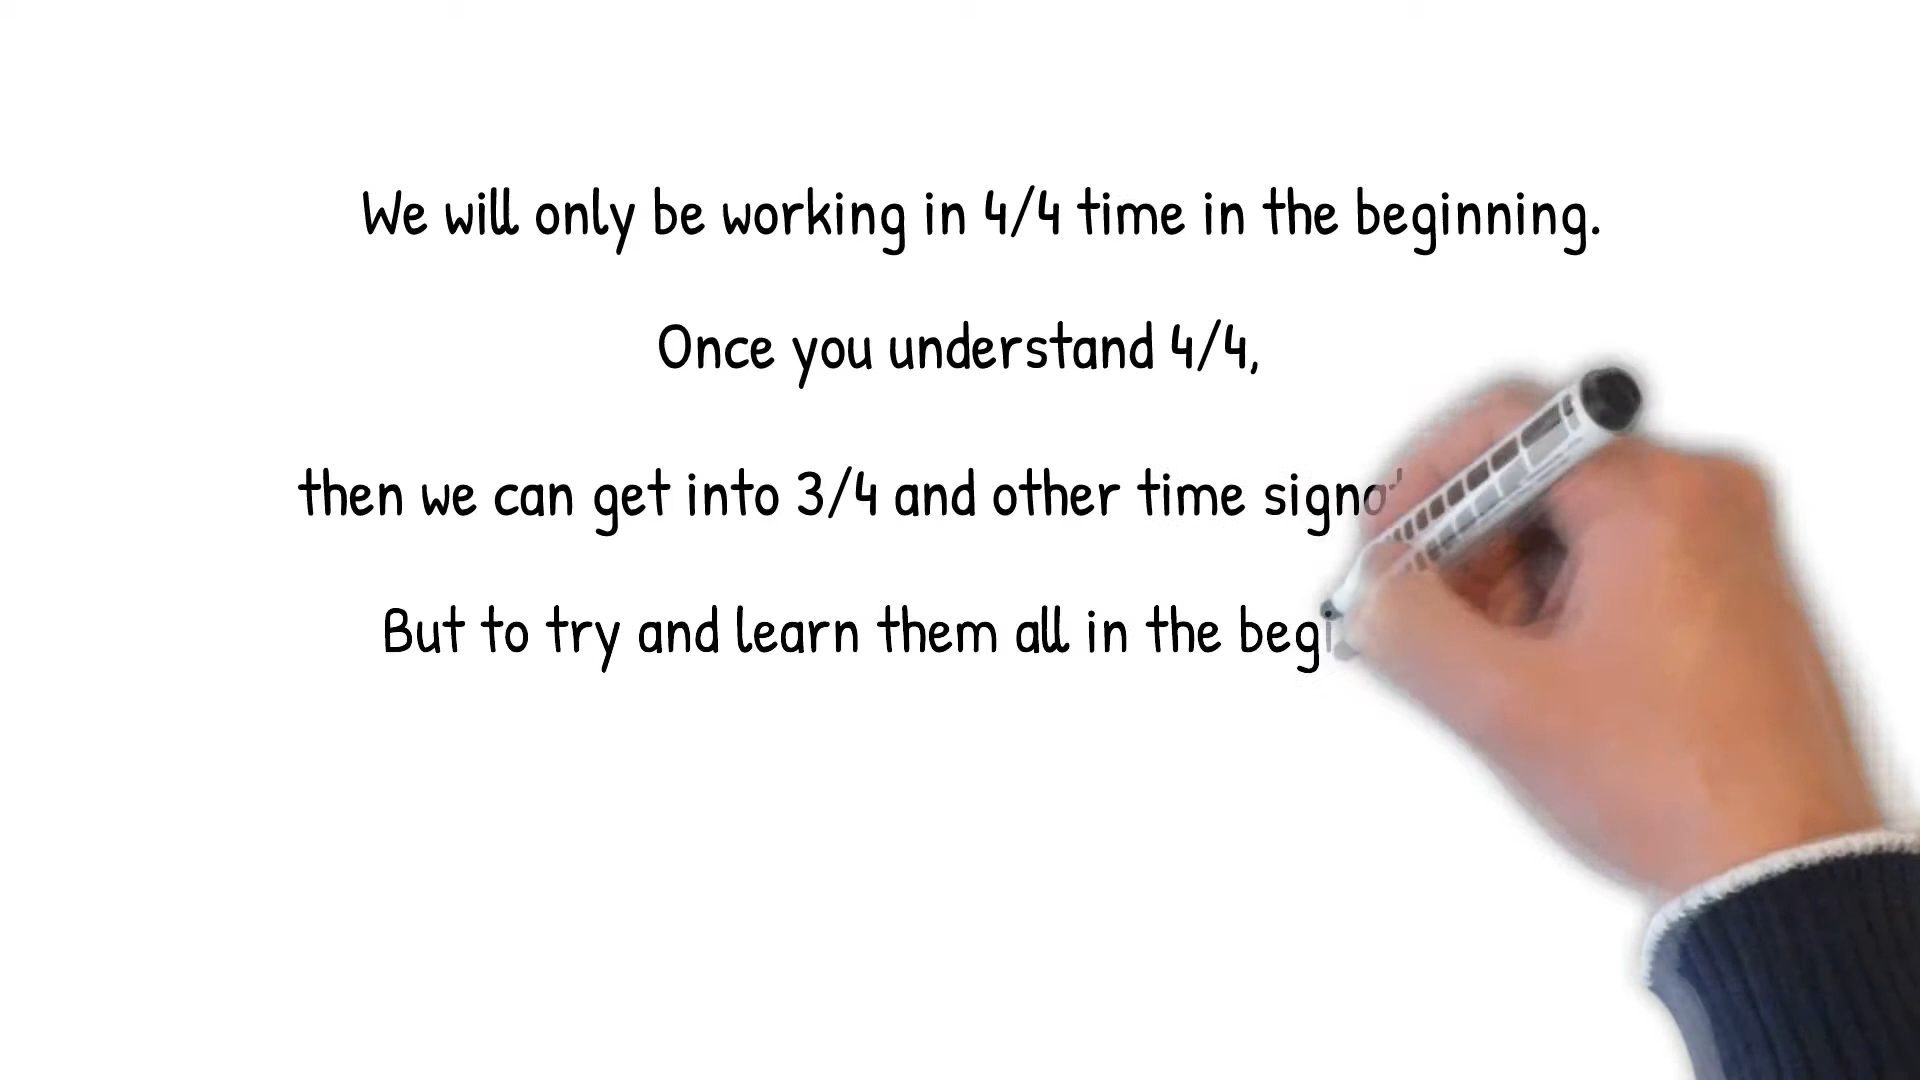 We will only be working in 4/4 time in the beginning.
Once you understand 4/4,
then we can get into 3/4 and other time
But to try and learn them all in the